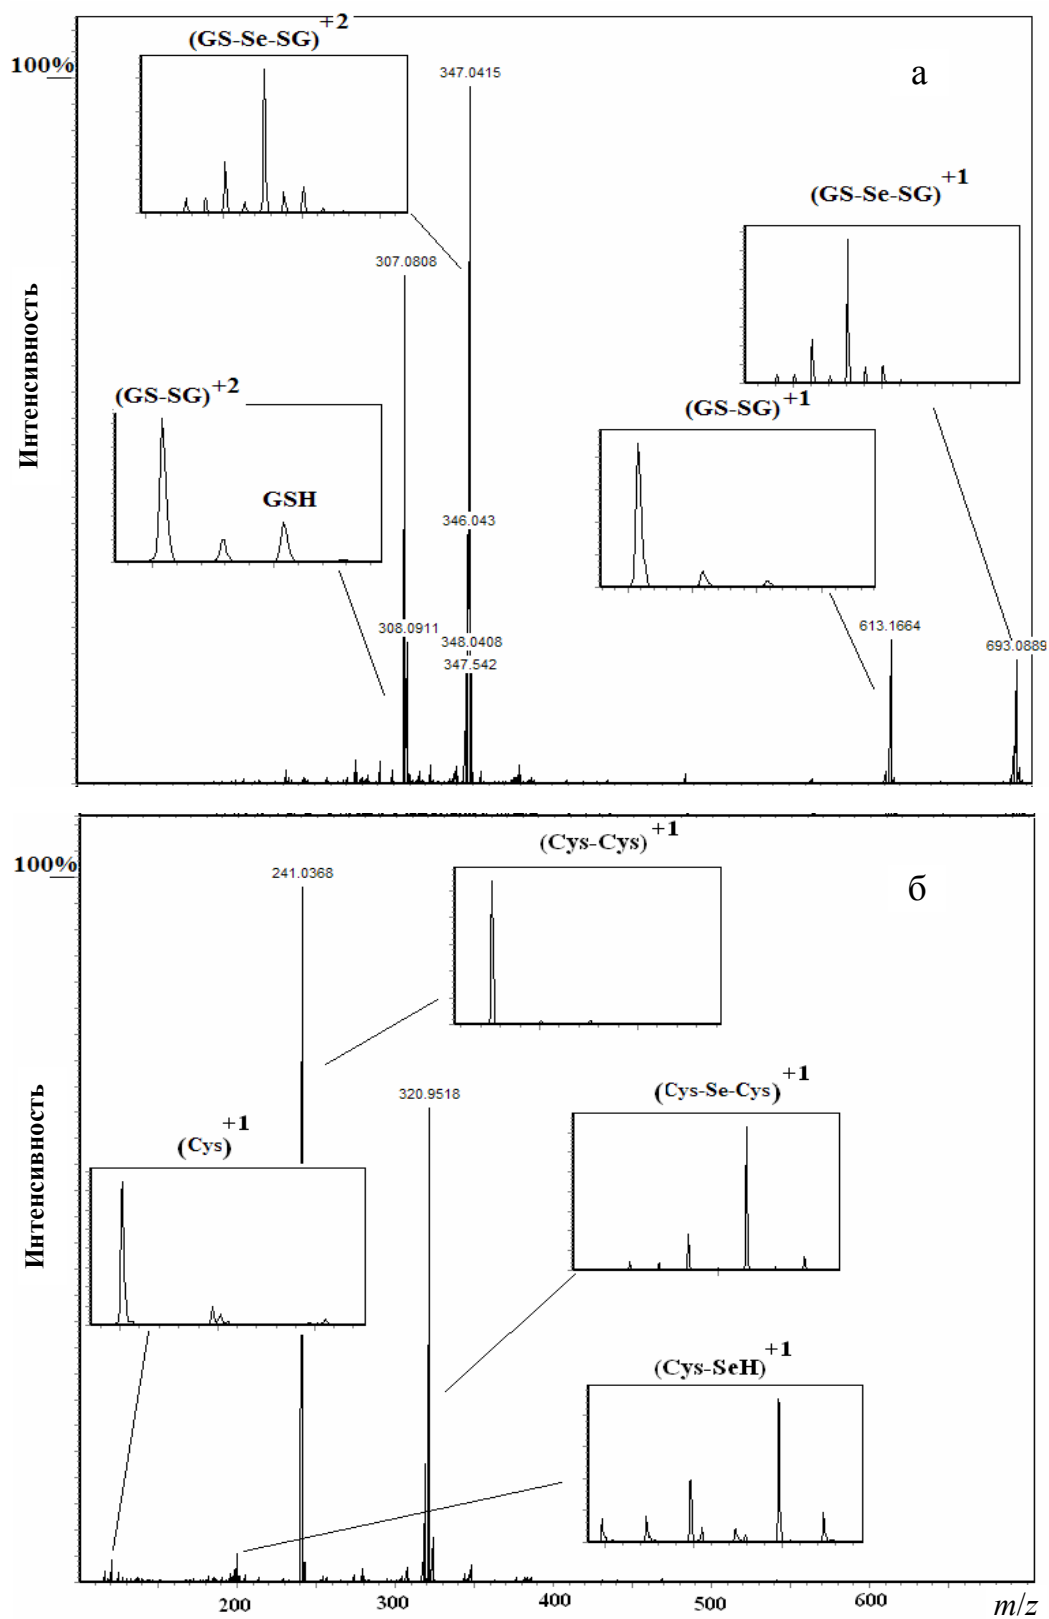 (GS-Se-SG)+2
100%
347.0415
а
(GS-Se-SG)+1
307.0808
(GS-SG)+2
(GS-SG)+1
Интенсивность
GSH
346.043
308.0911
348.0408
347.542
613.1664
693.0889
(Cys-Cys)+1
100%
241.0368
б
(Cys-Se-Cys)+1
320.9518
(Cys)+1
Интенсивность
(Cys-SeH)+1
200 300 400 500 600 m/z